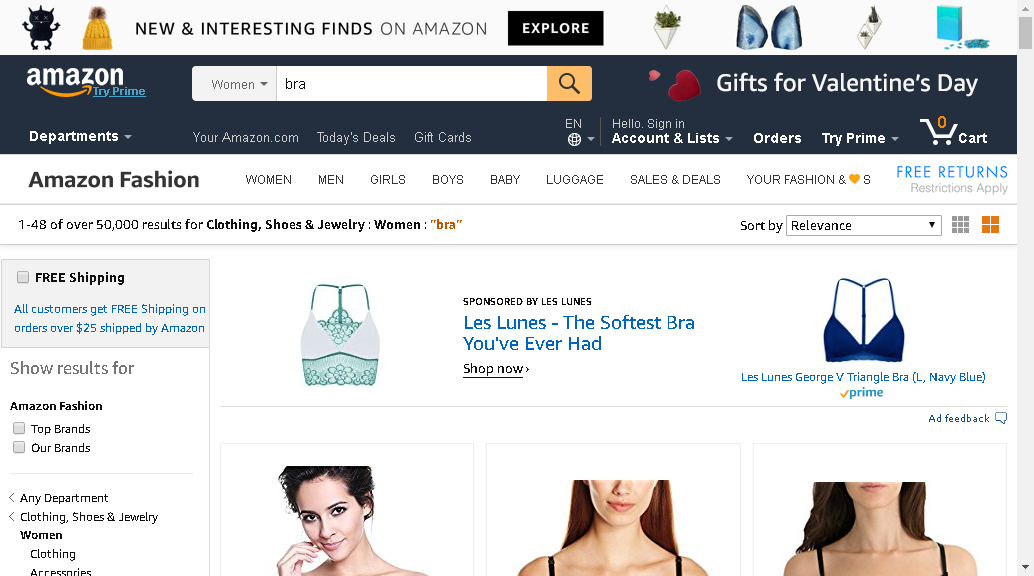 NEW & INTERESTING FINDS ON AMAZON EXPLORE
amazon
Try Prime
Women bra
Gifts for Valentine's Day
Departments
Your Amazon.com Today's Deals Gift Cards
EN
Hello. Sign in
Account & Lists Orders Try Prime 0 Cart
Amazon Fashion WOMEN MEN GIRLS BOYS BABY LUGGAGE SALES & DEALS YOUR FASHION & S
FREE RETURNS
Restrictions Apply
1-48 of over 50,000 results for Clothing, Shoes & Jewelry : Women : "bra"
Sort by Relevance
FREE Shipping
All customers get FREE Shipping on
orders over $25 shipped by Amazon
Show results for
Amazon Fashion
Top Brands
Our Brands
Any Department
Clothing, Shoes & Jewelry
Women
Clothing
Accessories
SPONSORED BY LES LUNES
Les Lunes - The Softest Bra
You've Ever Had
Shop now ›
Les Lunes George V Triangle Bra (L, Navy Blue)
prime
Ad feedback